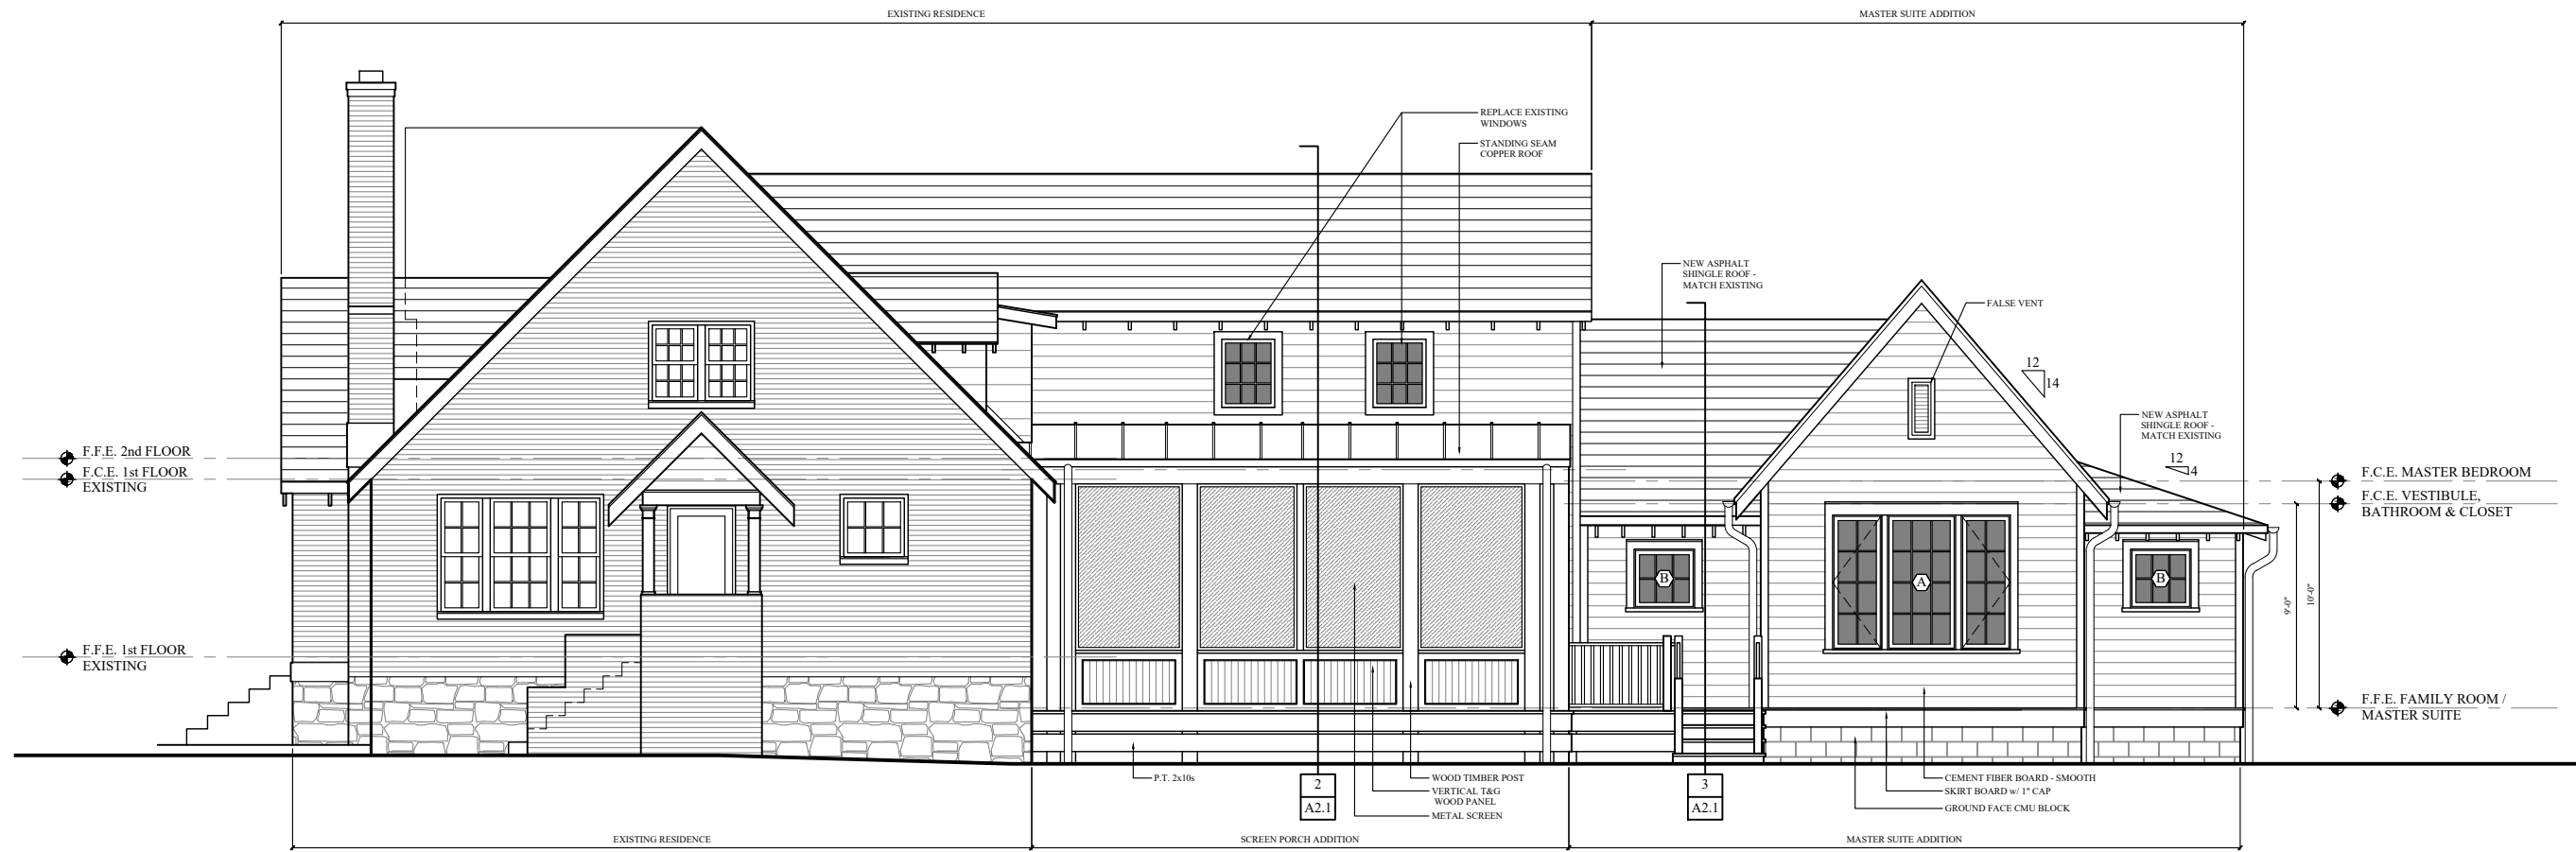 EXISTING RESIDENCE
MASTER SUITE ADDITION
REPLACE EXISTING
WINDOWS
STANDING SEAM
COPPER ROOF
NEW ASPHALT
SHINGLE ROOF -
MATCH EXISTING
FALSE VENT
12
14
NEW ASPHALT
SHINGLE ROOF -
MATCH EXISTING
12
4
F.F.E. 2nd FLOOR
F.C.E. 1st FLOOR
EXISTING
F.C.E. MASTER BEDROOM
F.C.E. VESTIBULE,
BATHROOM & CLOSET
B
A
B
9'-0"
10'-0"
F.F.E. 1st FLOOR
EXISTING
F.F.E. FAMILY ROOM /
MASTER SUITE
P.T. 2x10s
2
A2.1
WOOD TIMBER POST
VERTICAL T&G
WOOD PANEL
METAL SCREEN
3
A2.1
CEMENT FIBER BOARD - SMOOTH
SKIRT BOARD w/ 1" CAP
GROUND FACE CMU BLOCK
EXISTING RESIDENCE
SCREEN PORCH ADDITION
MASTER SUITE ADDITION